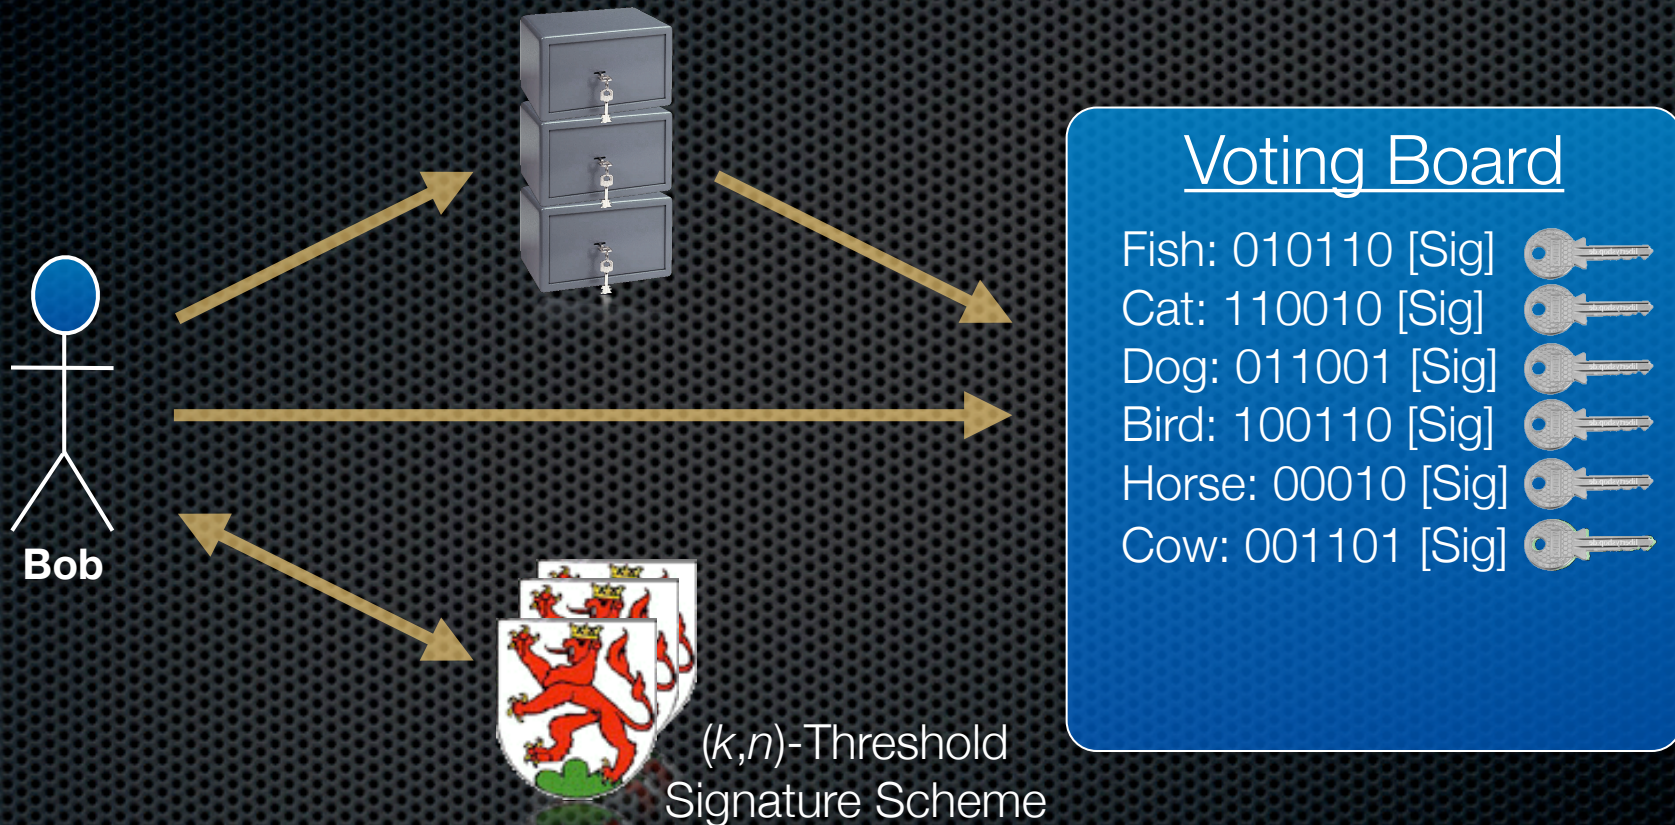 Voting Board
Fish: 010110 [Sig]
Cat: 110010 [Sig]
Dog: 011001 [Sig]
Bird: 100110 [Sig]
Horse: 00010 [Sig]
Cow: 001101 [Sig]
Bob
(k,n)-Threshold
Signature Scheme